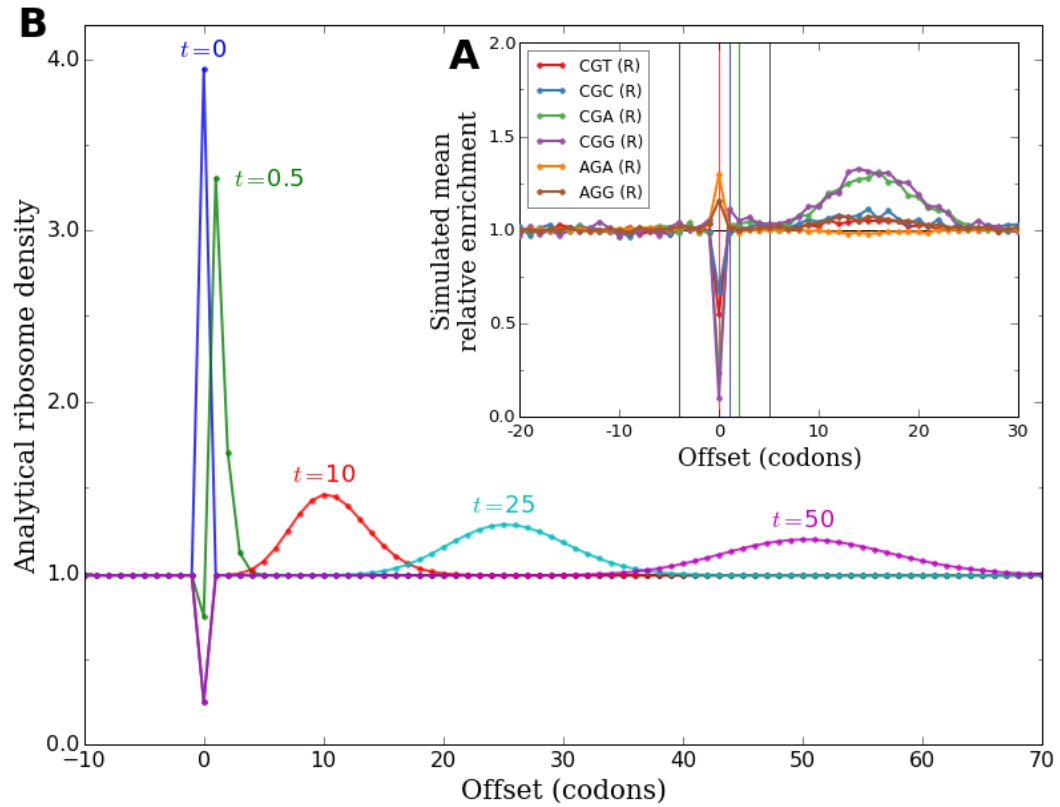 B
Analytical ribosome density
4.0
3.0
2.0
1.0
0.0
t=0
t=0.5
t=10
t=25
t=50
−10
0
10
20
30
40
50
60
70
Offset (codons)
A
Simulated mean
relative enrichment
2.0
1.5
1.0
0.5
0.0
CGT (R)
CGC (R)
CGA (R)
CGG (R)
AGA (R)
AGG (R)
-20
-10
0
10
20
30
Offset (codons)